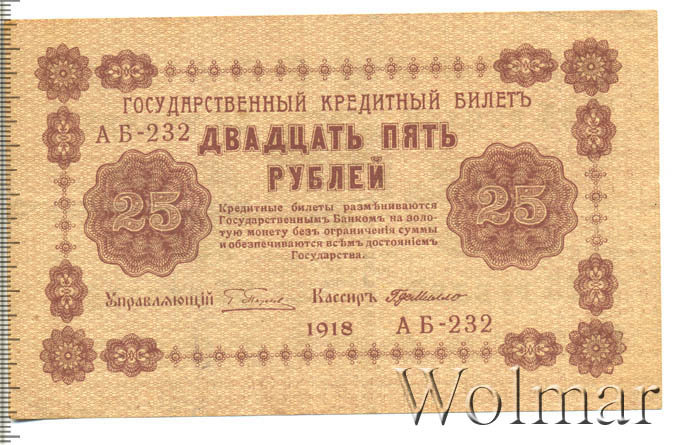 ГОСУДАРСТВЕННЫЙ КРЕДИТНЫЙ БИЛЕТЪ
АБ-232
ДВАДЦАТЬ ПЯТЬ
РУБЛЕЙ
25
25
Кредитные билеты размѣниваются
Государственнымъ Банкомъ на золо-
тую монету безъ ограниченія суммы
и обезпечиваются всѣмъ достояніемъ
Государства.
Управляющій
Кассиръ
1918 АБ-232
Wolmar